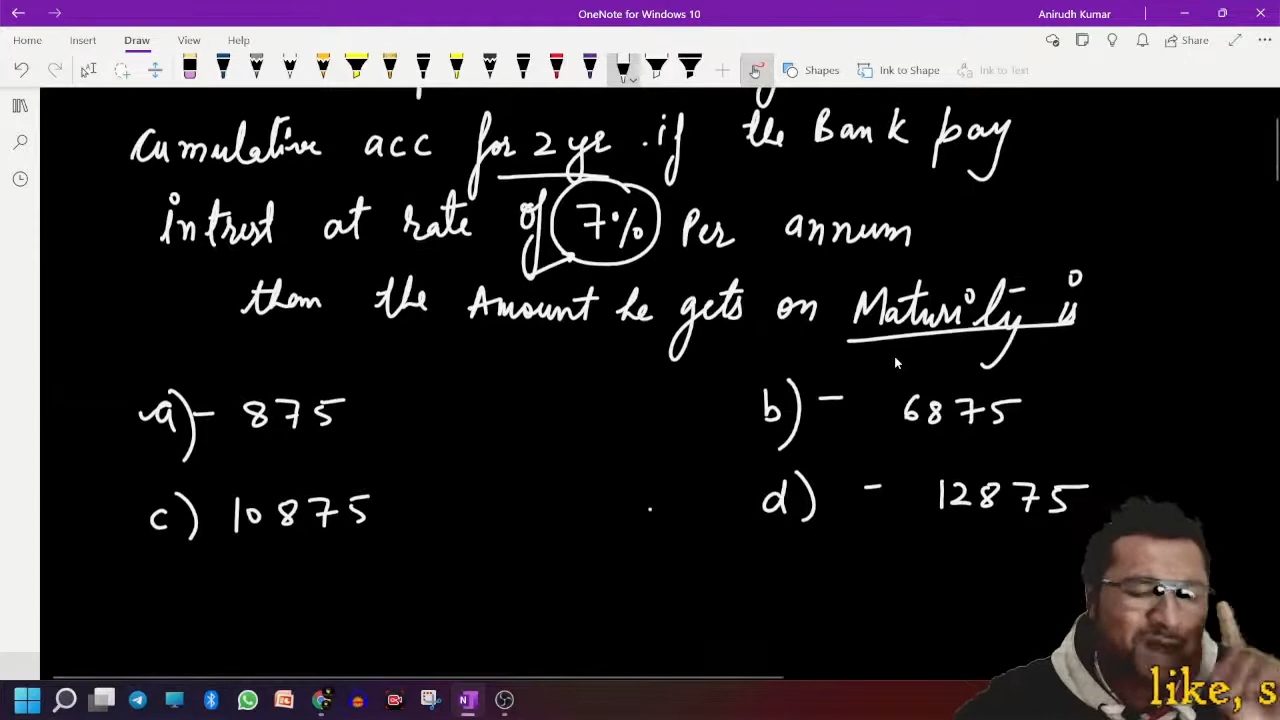 OneNote for Windows 10
Anirudh Kumar
Home Insert Draw View Help
Share
Shapes
Ink to Shape
Ink to Text
Cumulative acc for 2 yr . if the Bank pay
intrest at rate of 7% Per annum
then the Amount he gets on Maturity is
a) - 875
b) - 6875
c) 10875
d) - 12875
like, s